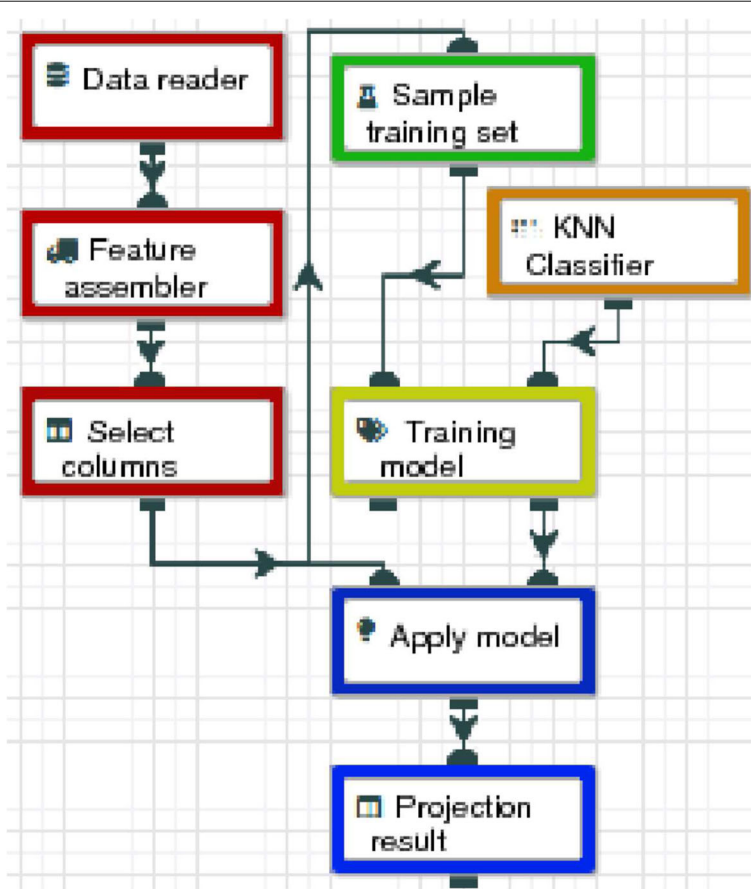 Data reader
Feature
assembler
Select
columns
Sample
training set
KNN
Classifier
Training
model
Apply model
Projection
result